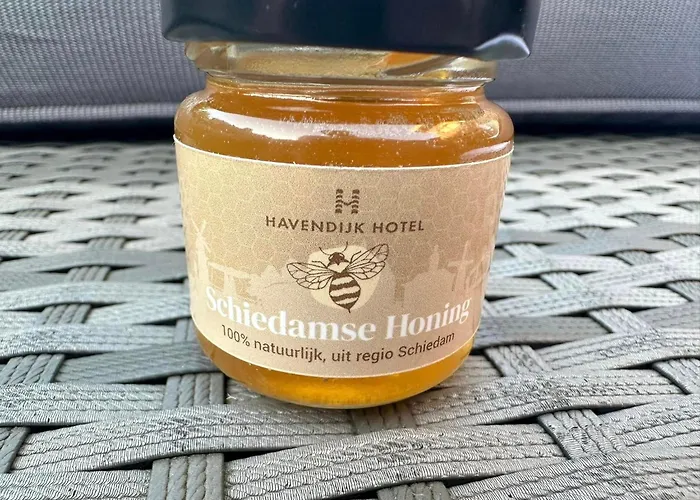 H
HAVENDIJK HOTEL
Schiedamse Honing
100% natuurlijk, uit regio Schiedam